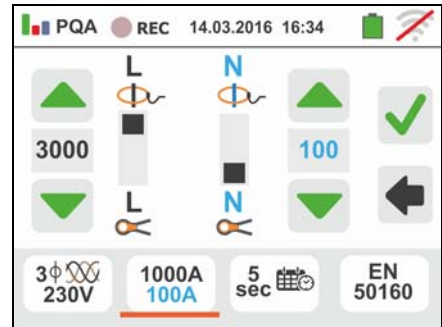 PQA REC 14.03.2016 16:34
L N
3000 100
L N
3ϕ 230V
1000A 100A
5 sec
EN 50160